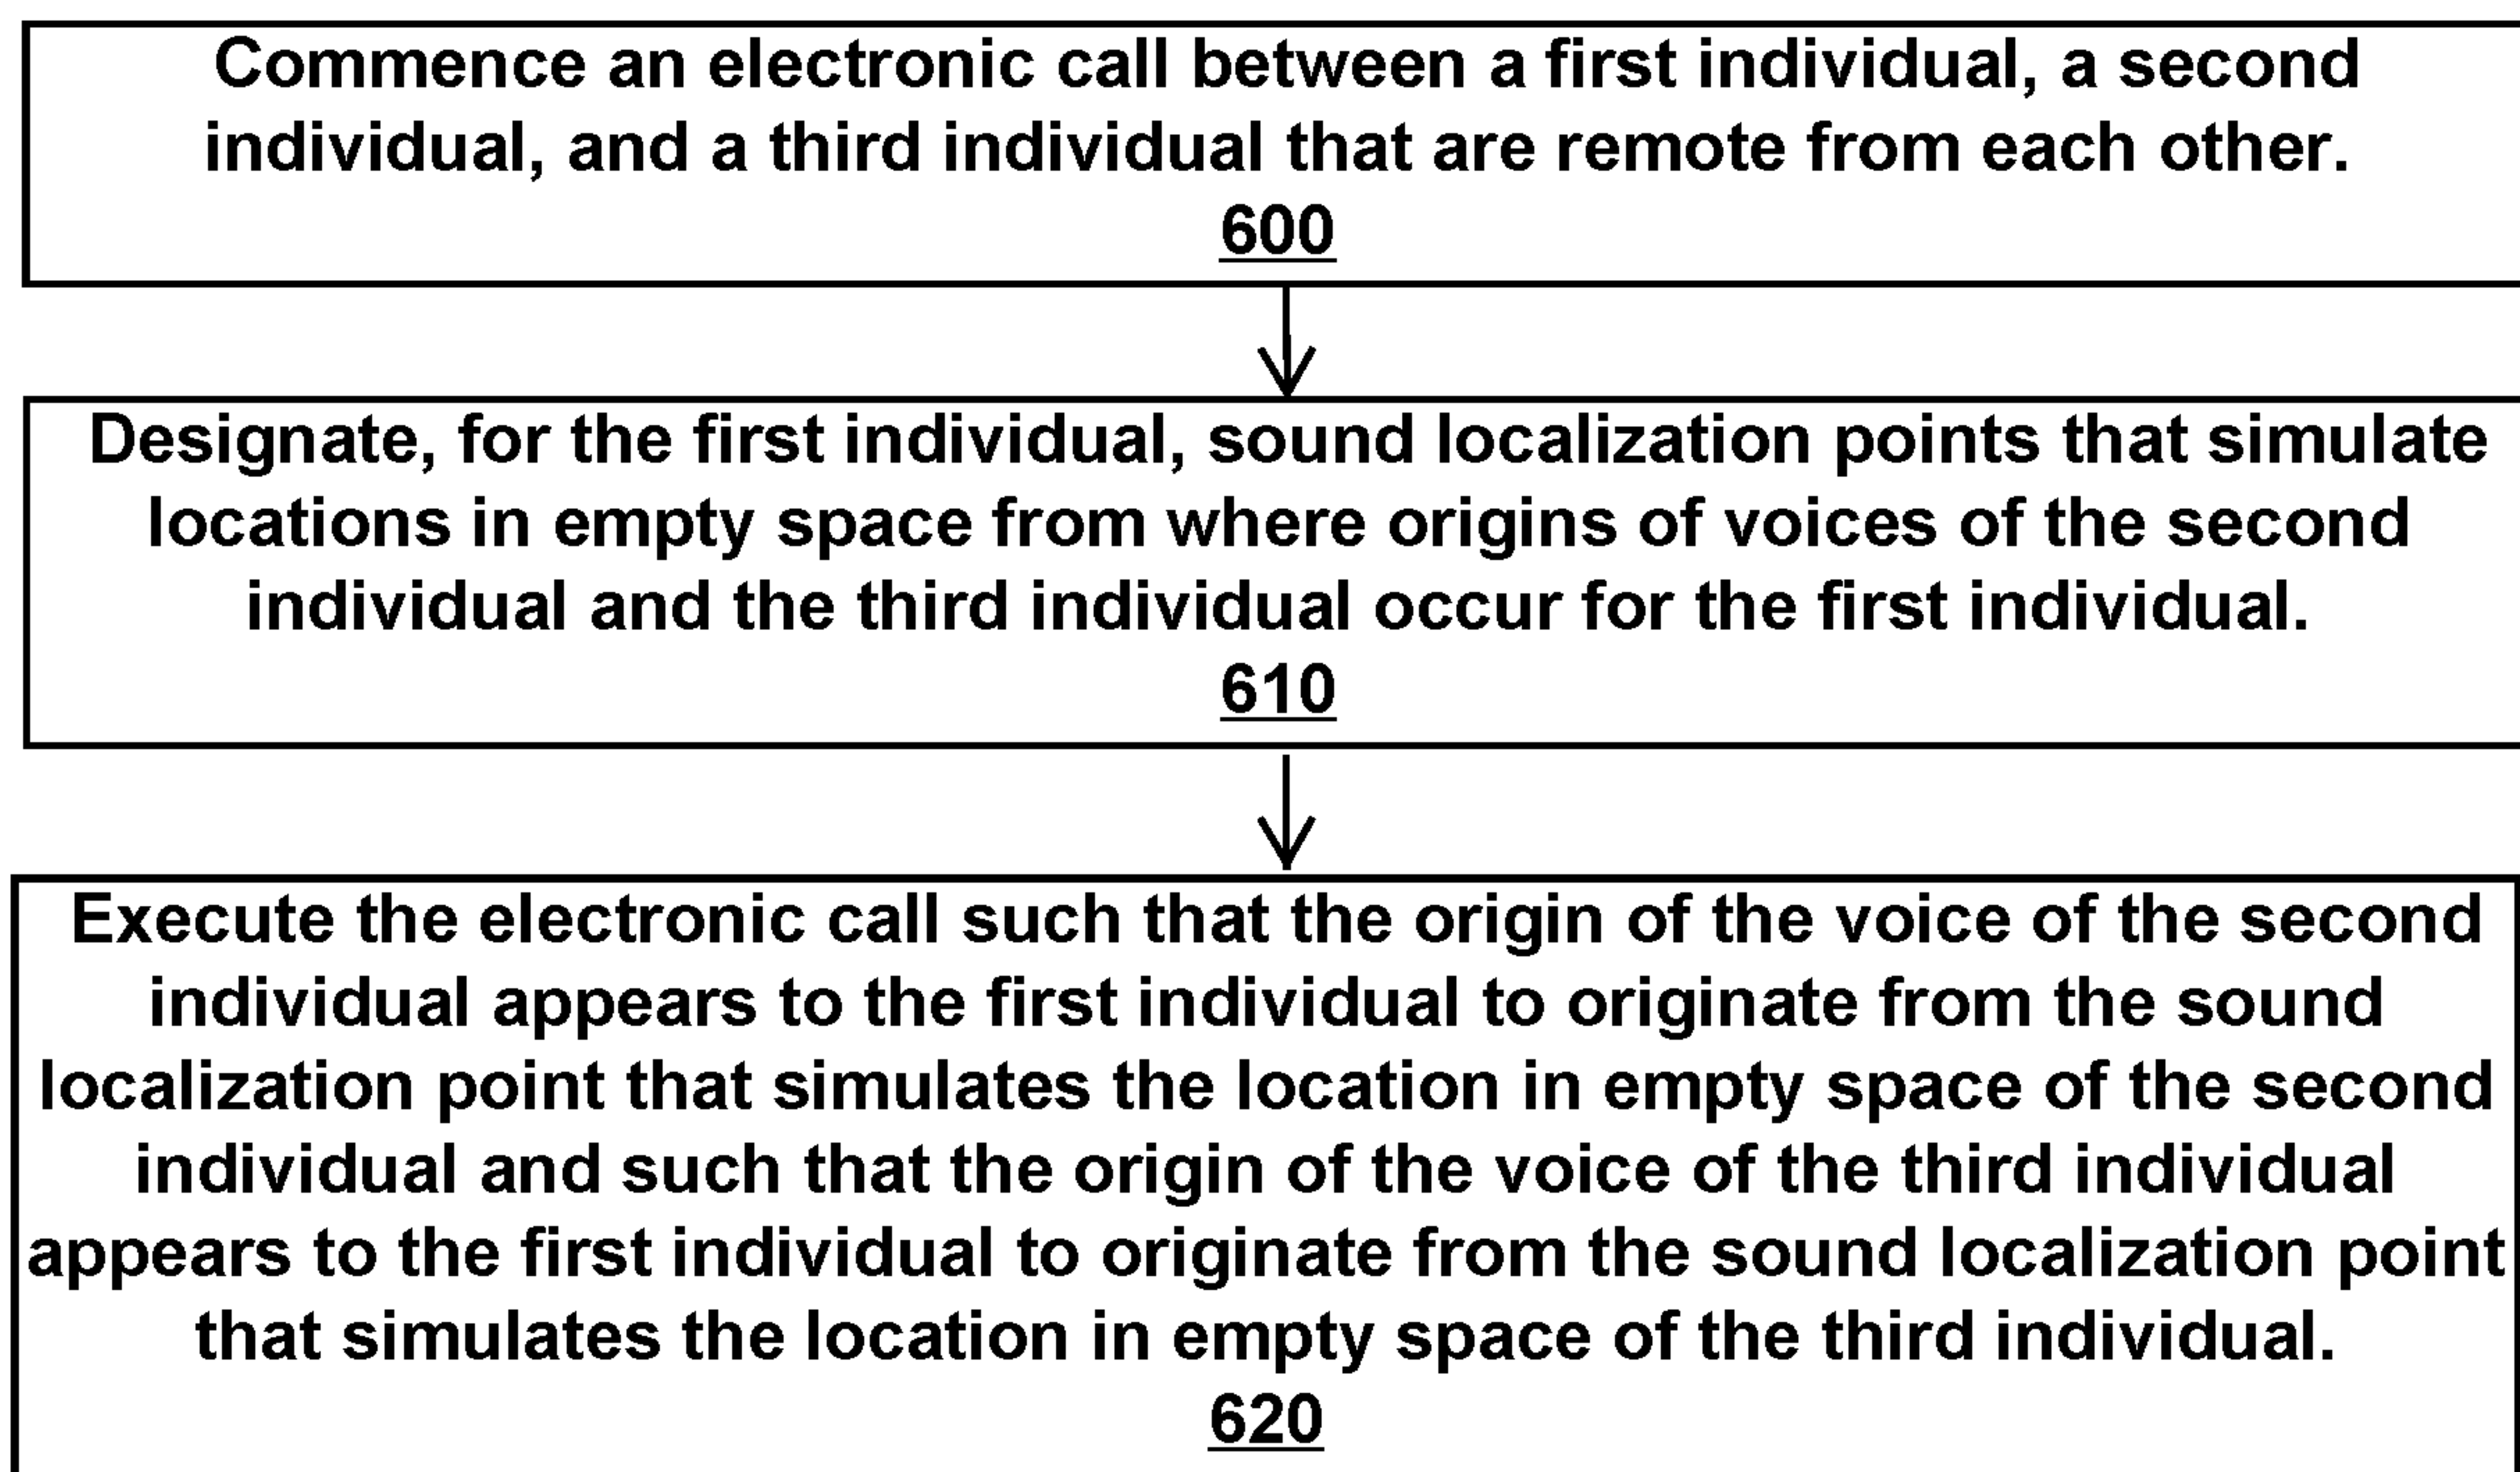 Commence an electronic call between a first individual, a second
individual, and a third individual that are remote from each other.
600
Designate, for the first individual, sound localization points that simulate
locations in empty space from where origins of voices of the second
individual and the third individual occur for the first individual.
610
Execute the electronic call such that the origin of the voice of the second
individual appears to the first individual to originate from the sound
localization point that simulates the location in empty space of the second
individual and such that the origin of the voice of the third individual
appears to the first individual to originate from the sound localization point
that simulates the location in empty space of the third individual.
620